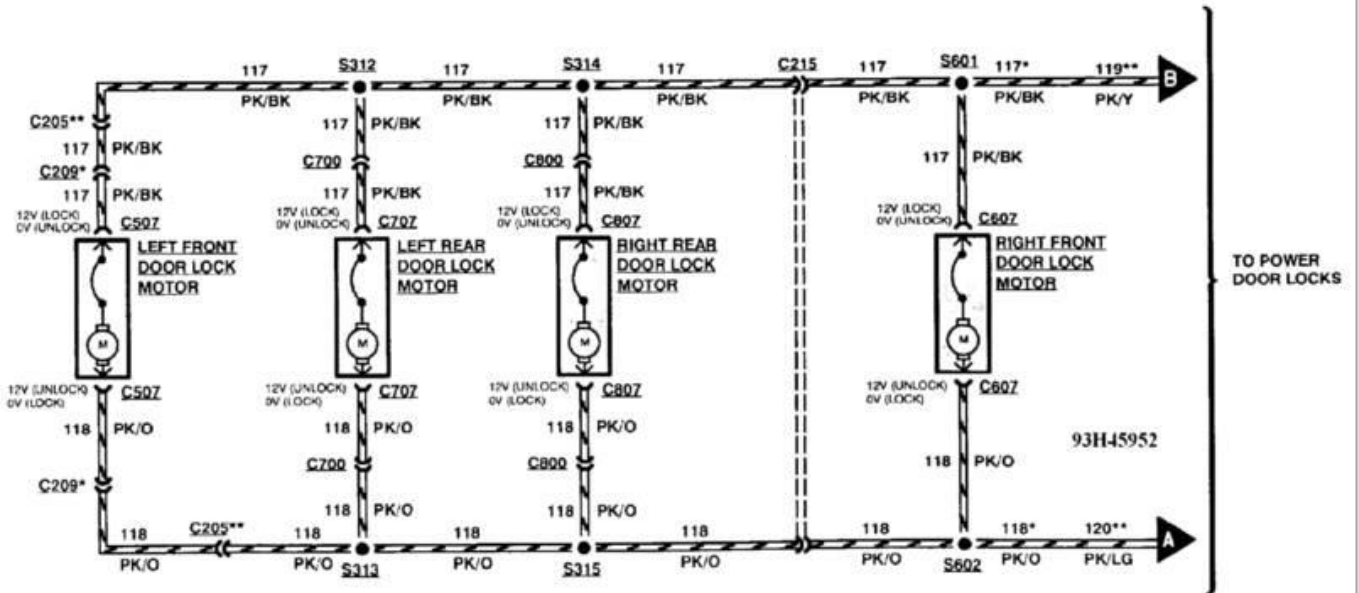 117 S312 117 S314 117 C215 117 S601 117* 119**
PK/BK PK/BK PK/BK PK/BK PK/BK PK/Y B
C205** 117 PK/BK 117 PK/BK 117 PK/BK
117 PK/BK C700 C800 117 PK/BK
C209*
117 PK/BK 117 PK/BK 117 PK/BK
12V (LOCK) 12V (LOCK) 12V (LOCK) 12V (LOCK)
0V (UNLOCK) C507 0V (UNLOCK) C707 0V (UNLOCK) C807 0V (UNLOCK) C607
LEFT FRONT
DOOR LOCK
MOTOR
LEFT REAR
DOOR LOCK
MOTOR
RIGHT REAR
DOOR LOCK
MOTOR
RIGHT FRONT
DOOR LOCK
MOTOR
TO POWER
DOOR LOCKS
M M M M
12V (UNLOCK) C507 12V (UNLOCK) C707 12V (UNLOCK) C807 12V (UNLOCK) C607
0V (LOCK) 0V (LOCK) 0V (LOCK) 0V (LOCK)
118 PK/O 118 PK/O 118 PK/O 93H45952
C700 C800 118 PK/O
C209*
118 PK/O 118 PK/O
118 C205** 118 118 118 118 118* 120** A
PK/O PK/O S313 PK/O S315 PK/O PK/O S602 PK/O PK/LG